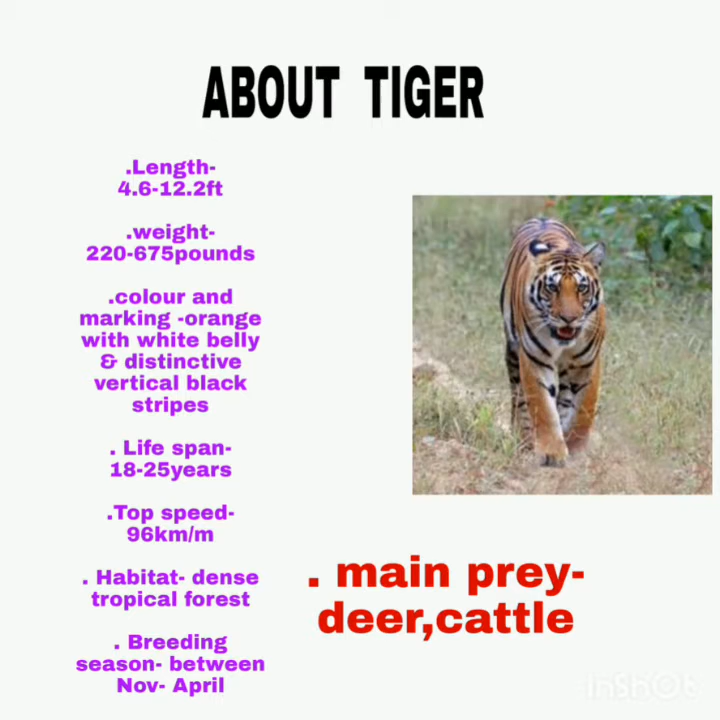 ABOUT TIGER
.Length-
4.6-12.2ft
.weight-
220-675pounds
.colour and
marking -orange
with white belly
& distinctive
vertical black
stripes
. Life span-
18-25years
.Top speed-
96km/m
. Habitat- dense
tropical forest
. Breeding
season- between
Nov- April
. main prey-
deer,cattle
InShOt